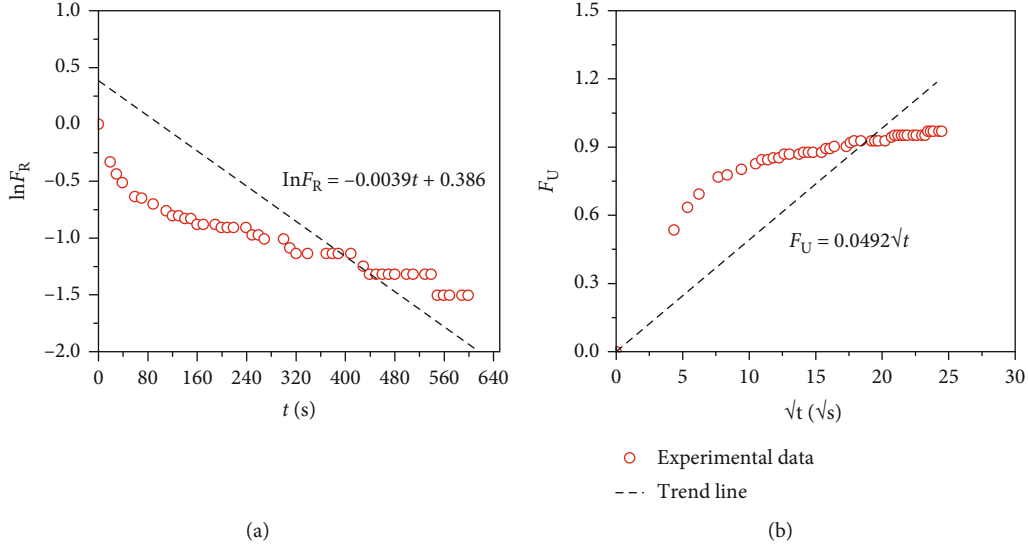 1.0
0.5
0.0
−0.5
−1.0
−1.5
−2.0
lnF_R
lnF_R = −0.0039t + 0.386
0 80 160 240 320 400 480 560 640
t (s)
(a)
1.5
1.2
0.9
0.6
0.3
0.0
F_U
F_U = 0.0492√t
0 5 10 15 20 25 30
√t (√s)
Experimental data
Trend line
(b)